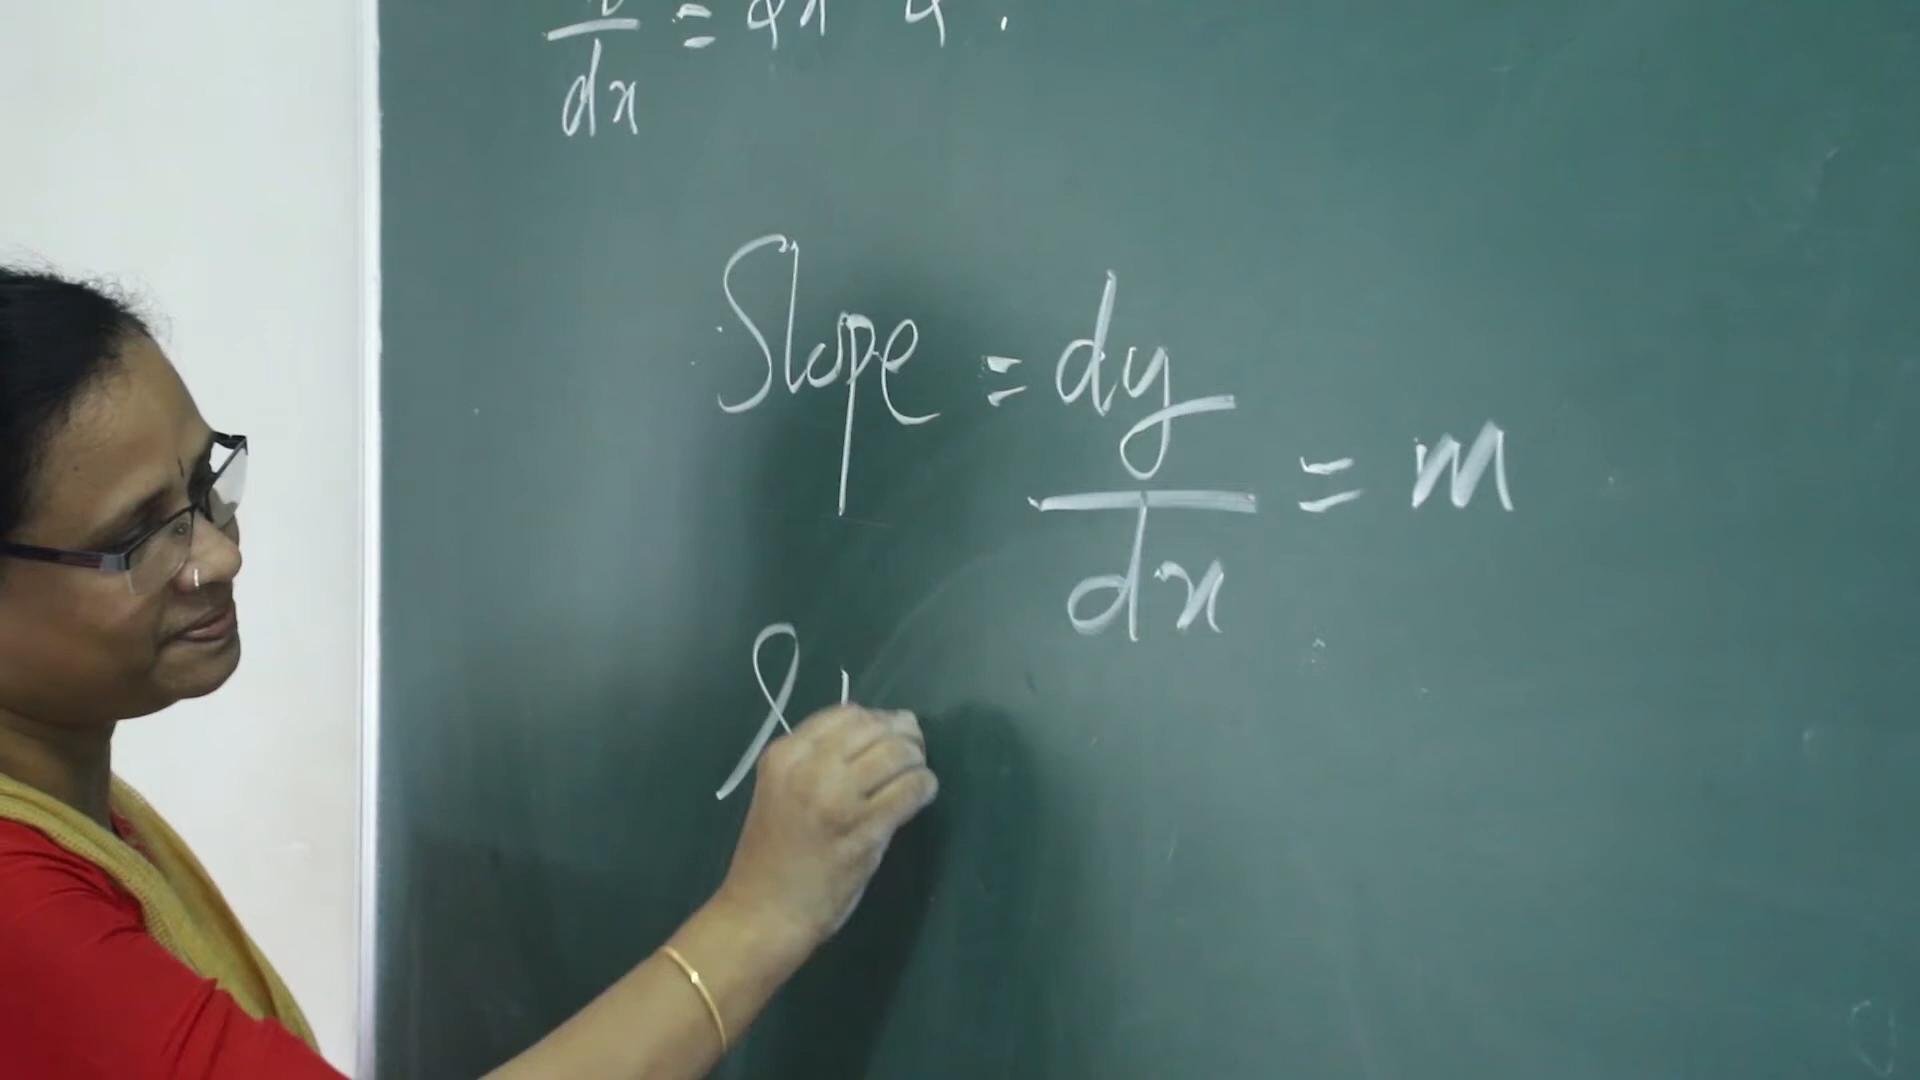 dx
Slope = dy/dx = m